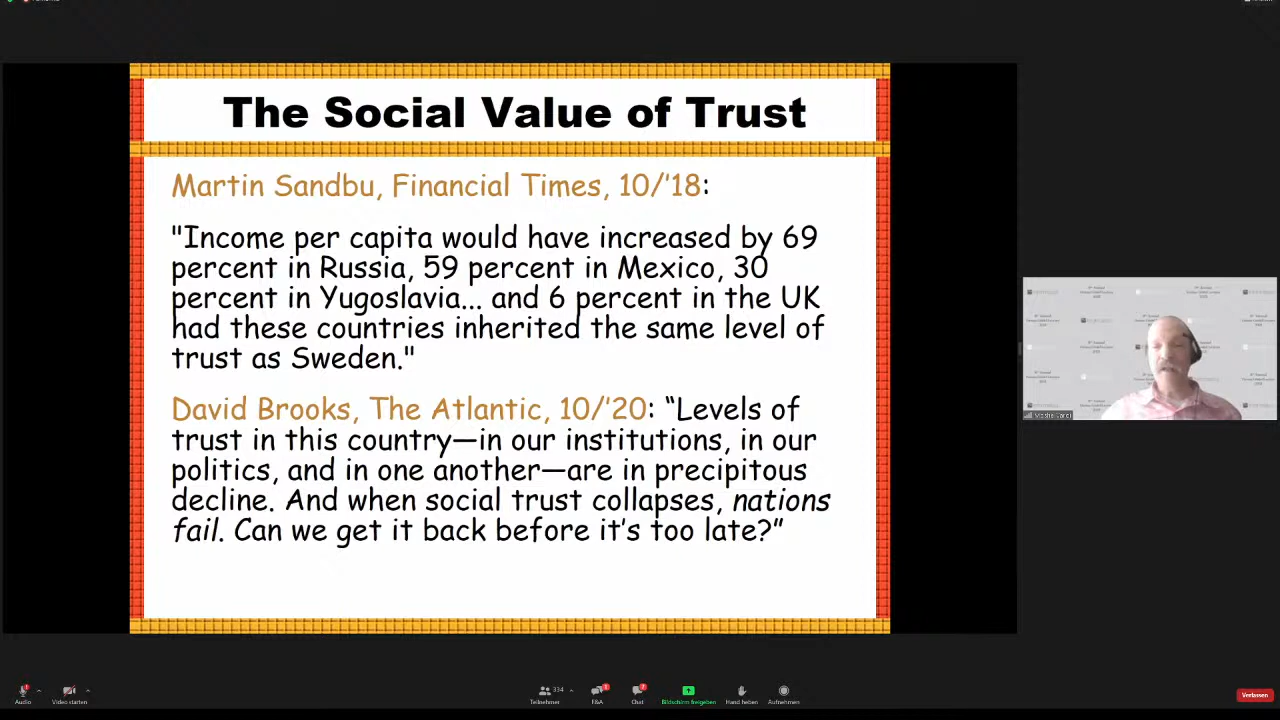 The Social Value of Trust
Martin Sandbu, Financial Times, 10/'18:
"Income per capita would have increased by 69
percent in Russia, 59 percent in Mexico, 30
percent in Yugoslavia... and 6 percent in the UK
had these countries inherited the same level of
trust as Sweden."
David Brooks, The Atlantic, 10/'20: “Levels of
trust in this country—in our institutions, in our
politics, and in one another—are in precipitous
decline. And when social trust collapses, nations
fail. Can we get it back before it’s too late?”
Audio
Video starten
334
Teilnehmer
F&A
Chat
Bildschirm freigeben
Hand heben
Aufnehmen
Verlassen